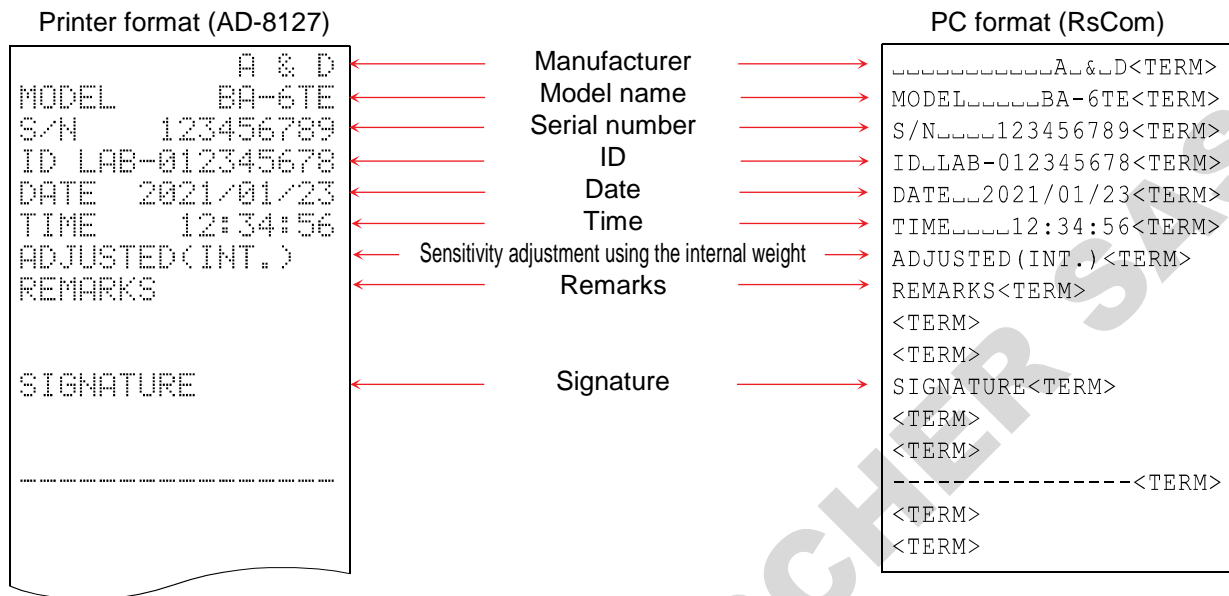 Printer format (AD-8127)
A & D
MODEL BA-6TE
S/N 123456789
ID LAB-012345678
DATE 2021/01/23
TIME 12:34:56
ADJUSTED(INT.)
REMARKS
SIGNATURE
----------------
Manufacturer
Model name
Serial number
ID
Date
Time
Sensitivity adjustment using the internal weight
Remarks
Signature
PC format (RsCom)
␣␣␣␣␣␣␣␣␣␣␣A␣&␣D<TERM>
MODEL␣␣␣␣␣BA-6TE<TERM>
S/N␣␣␣␣123456789<TERM>
ID␣LAB-012345678<TERM>
DATE␣␣2021/01/23<TERM>
TIME␣␣␣␣12:34:56<TERM>
ADJUSTED(INT.)<TERM>
REMARKS<TERM>
<TERM>
<TERM>
SIGNATURE<TERM>
<TERM>
<TERM>
----------------<TERM>
<TERM>
<TERM>